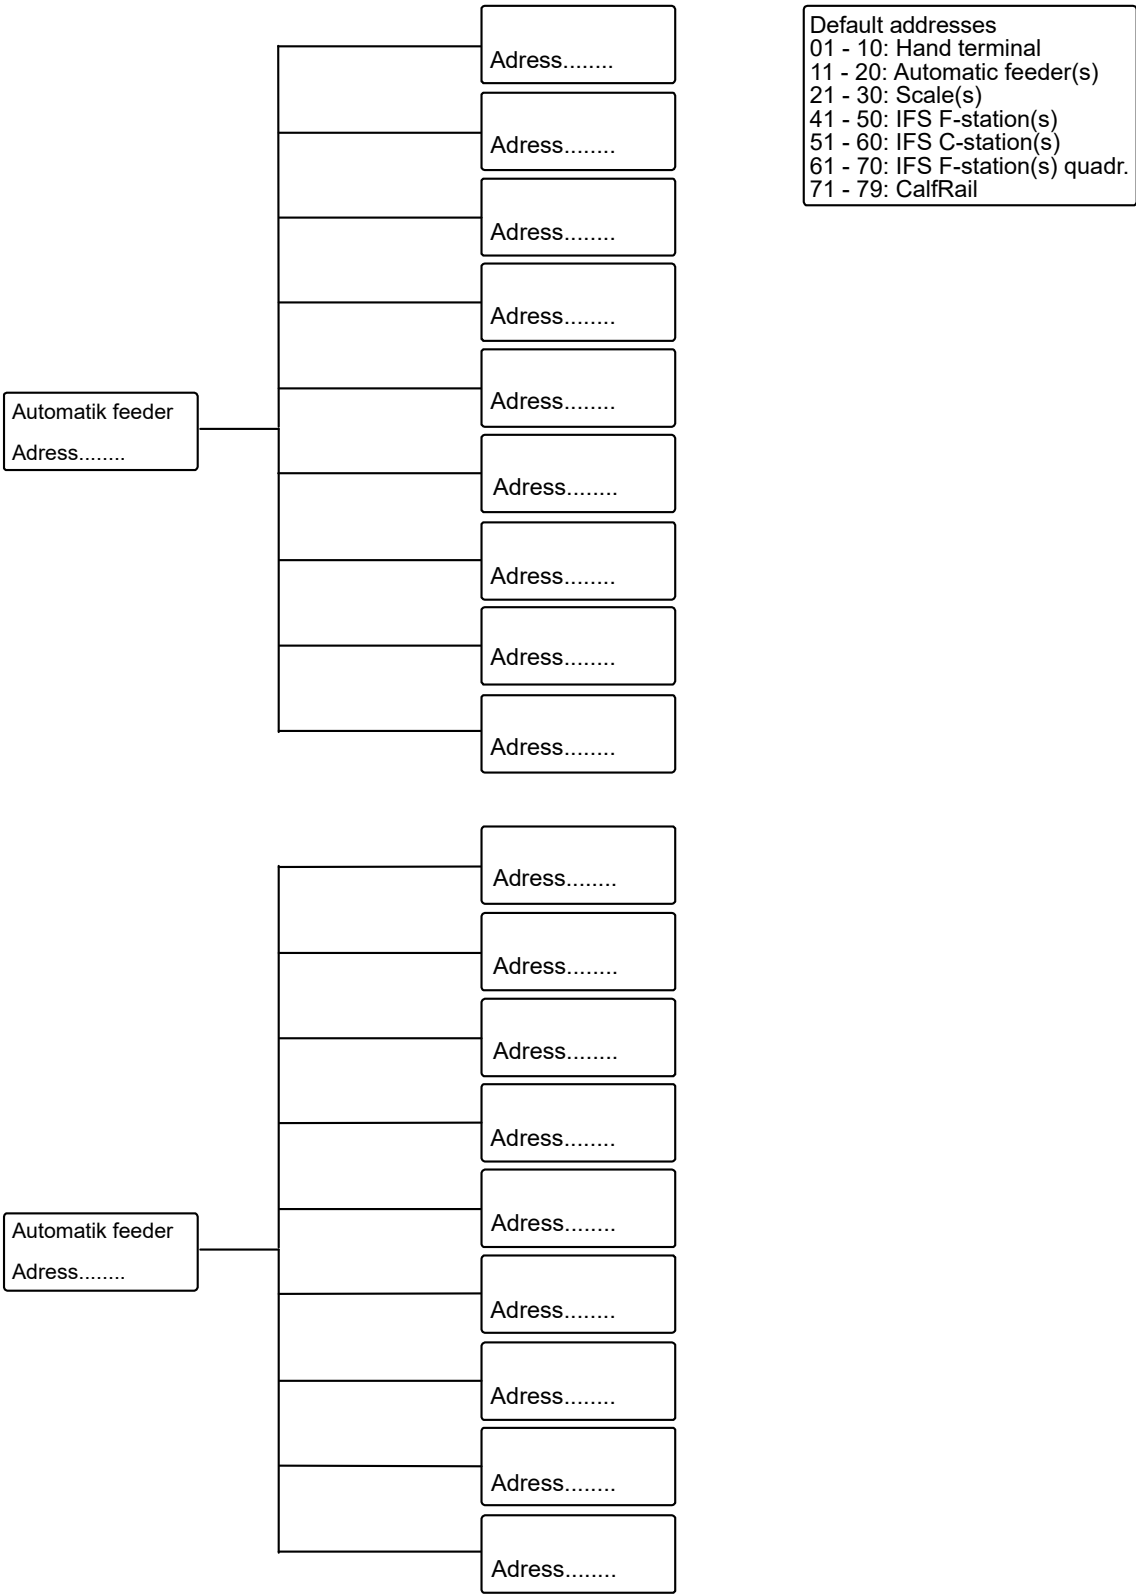 Adress........
Adress........
Adress........
Adress........
Adress........
Adress........
Adress........
Adress........
Adress........
Automatik feeder
Adress........
Default addresses
01 - 10: Hand terminal
11 - 20: Automatic feeder(s)
21 - 30: Scale(s)
41 - 50: IFS F-station(s)
51 - 60: IFS C-station(s)
61 - 70: IFS F-station(s) quadr.
71 - 79: CalfRail
Adress........
Adress........
Adress........
Adress........
Adress........
Adress........
Adress........
Adress........
Adress........
Automatik feeder
Adress........